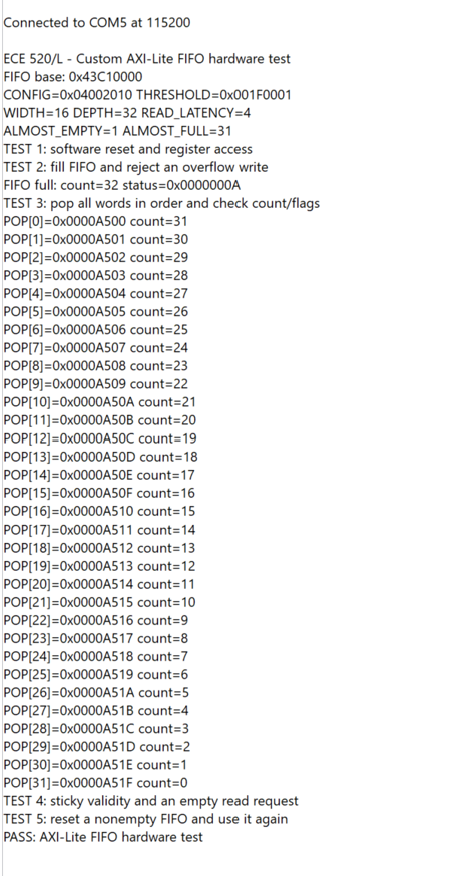 Connected to COM5 at 115200
ECE 520/L - Custom AXI-Lite FIFO hardware test
FIFO base: 0x43C10000
CONFIG=0x04002010 THRESHOLD=0x001F0001
WIDTH=16 DEPTH=32 READ_LATENCY=4
ALMOST_EMPTY=1 ALMOST_FULL=31
TEST 1: software reset and register access
TEST 2: fill FIFO and reject an overflow write
FIFO full: count=32 status=0x0000000A
TEST 3: pop all words in order and check count/flags
POP[0]=0x0000A500 count=31
POP[1]=0x0000A501 count=30
POP[2]=0x0000A502 count=29
POP[3]=0x0000A503 count=28
POP[4]=0x0000A504 count=27
POP[5]=0x0000A505 count=26
POP[6]=0x0000A506 count=25
POP[7]=0x0000A507 count=24
POP[8]=0x0000A508 count=23
POP[9]=0x0000A509 count=22
POP[10]=0x0000A50A count=21
POP[11]=0x0000A50B count=20
POP[12]=0x0000A50C count=19
POP[13]=0x0000A50D count=18
POP[14]=0x0000A50E count=17
POP[15]=0x0000A50F count=16
POP[16]=0x0000A510 count=15
POP[17]=0x0000A511 count=14
POP[18]=0x0000A512 count=13
POP[19]=0x0000A513 count=12
POP[20]=0x0000A514 count=11
POP[21]=0x0000A515 count=10
POP[22]=0x0000A516 count=9
POP[23]=0x0000A517 count=8
POP[24]=0x0000A518 count=7
POP[25]=0x0000A519 count=6
POP[26]=0x0000A51A count=5
POP[27]=0x0000A51B count=4
POP[28]=0x0000A51C count=3
POP[29]=0x0000A51D count=2
POP[30]=0x0000A51E count=1
POP[31]=0x0000A51F count=0
TEST 4: sticky validity and an empty read request
TEST 5: reset a nonempty FIFO and use it again
PASS: AXI-Lite FIFO hardware test